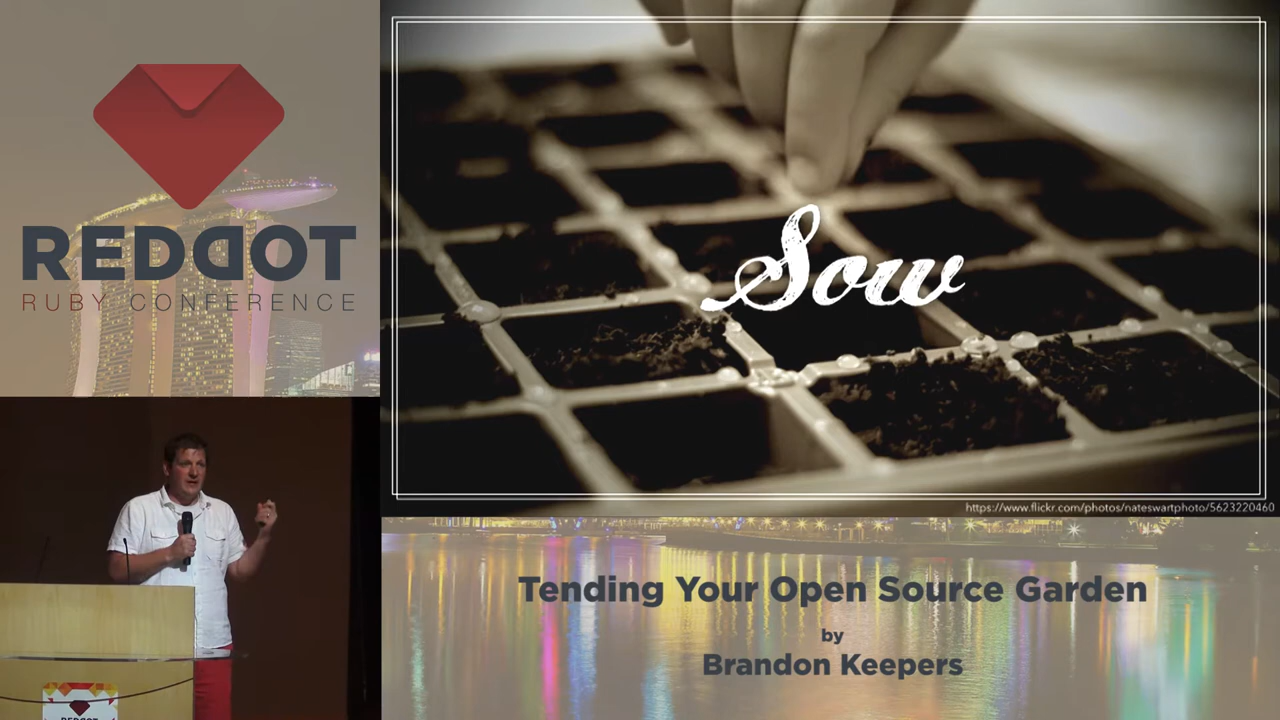 REDDOT
RUBY CONFERENCE
Sow
https://www.flickr.com/photos/nateswartphoto/5623220460
Tending Your Open Source Garden
by
Brandon Keepers
REDDOT